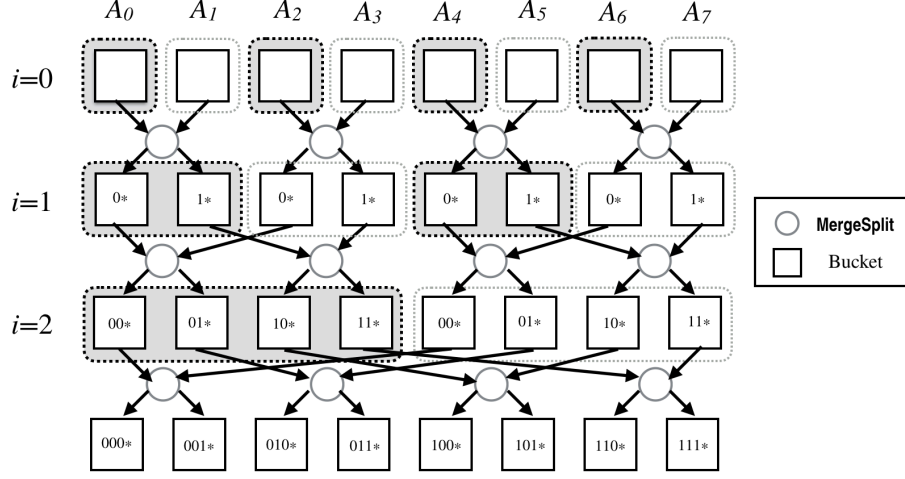 A0 A1 A2 A3 A4 A5 A6 A7
i=0
i=1 0* 1* 0* 1* 0* 1* 0* 1*
MergeSplit
Bucket
i=2 00* 01* 10* 11* 00* 01* 10* 11*
000* 001* 010* 011* 100* 101* 110* 111*